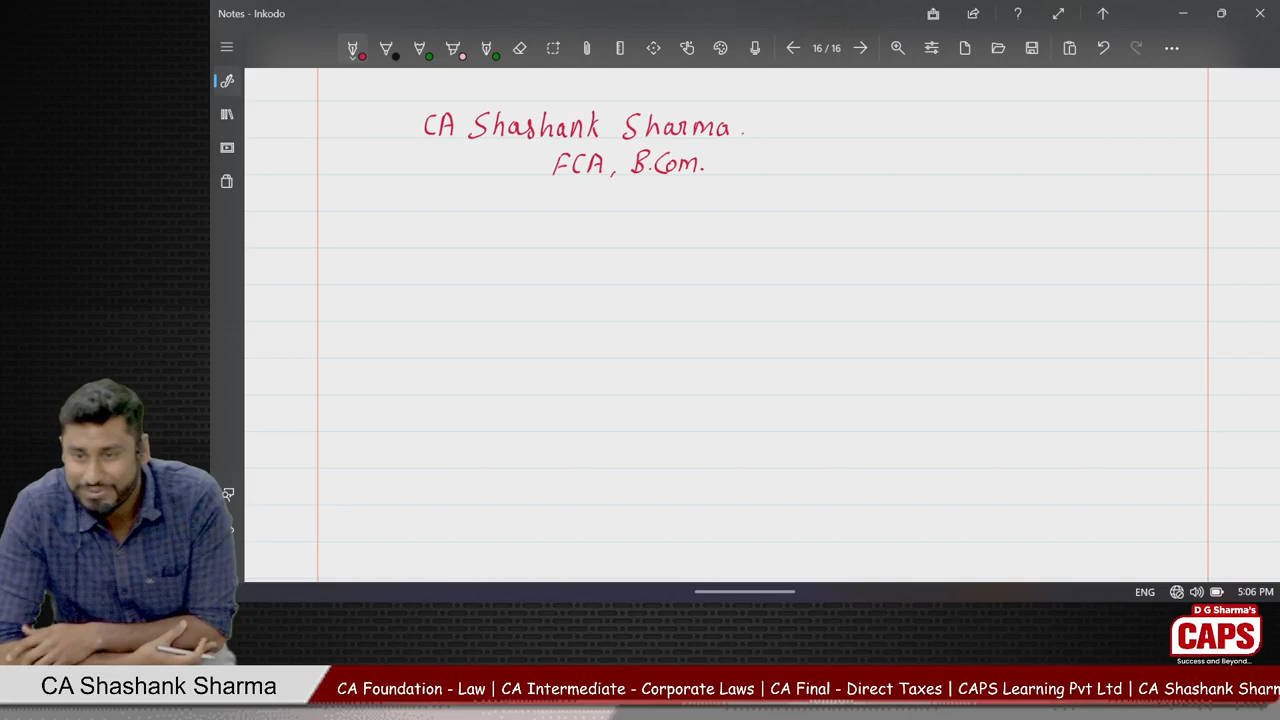 Notes - Inkodo
16 / 16
CA Shashank Sharma.
FCA, B.Com.
ENG
5:06 PM
D G Sharma's
CAPS
Success and Beyond...
CA Shashank Sharma
CA Foundation - Law | CA Intermediate - Corporate Laws | CA Final - Direct Taxes | CAPS Learning Pvt Ltd | CA Shashank Sharm